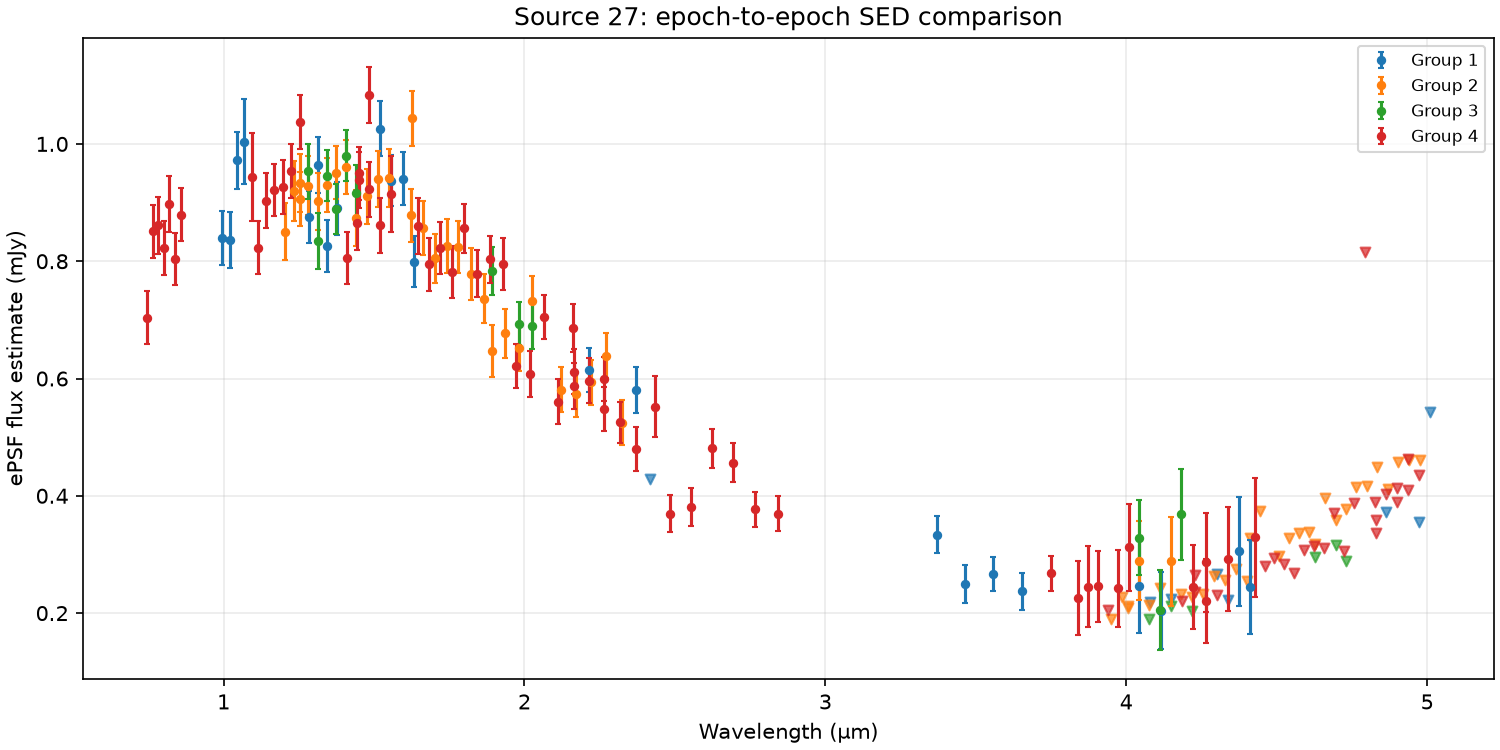 Source 27: epoch-to-epoch SED comparison
Group 1
Group 2
Group 3
Group 4
ePSF flux estimate (mJy)
1.0
0.8
0.6
0.4
0.2
1 2 3 4 5
Wavelength (µm)